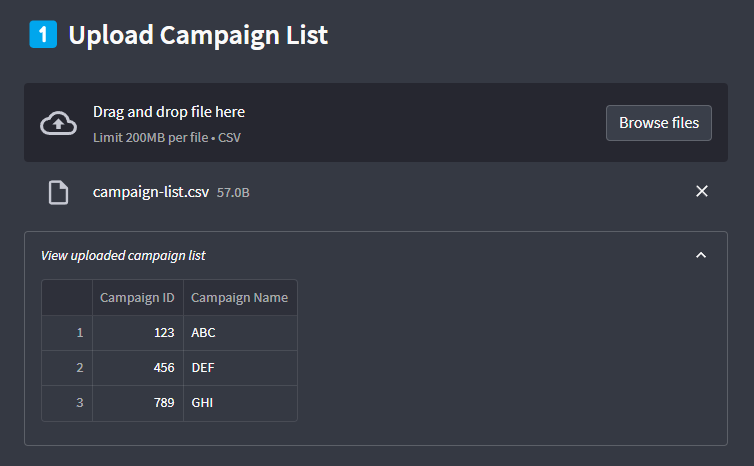 1 Upload Campaign List
Drag and drop file here
Limit 200MB per file • CSV
Browse files
campaign-list.csv 57.0B
View uploaded campaign list
Campaign ID Campaign Name
1 123 ABC
2 456 DEF
3 789 GHI